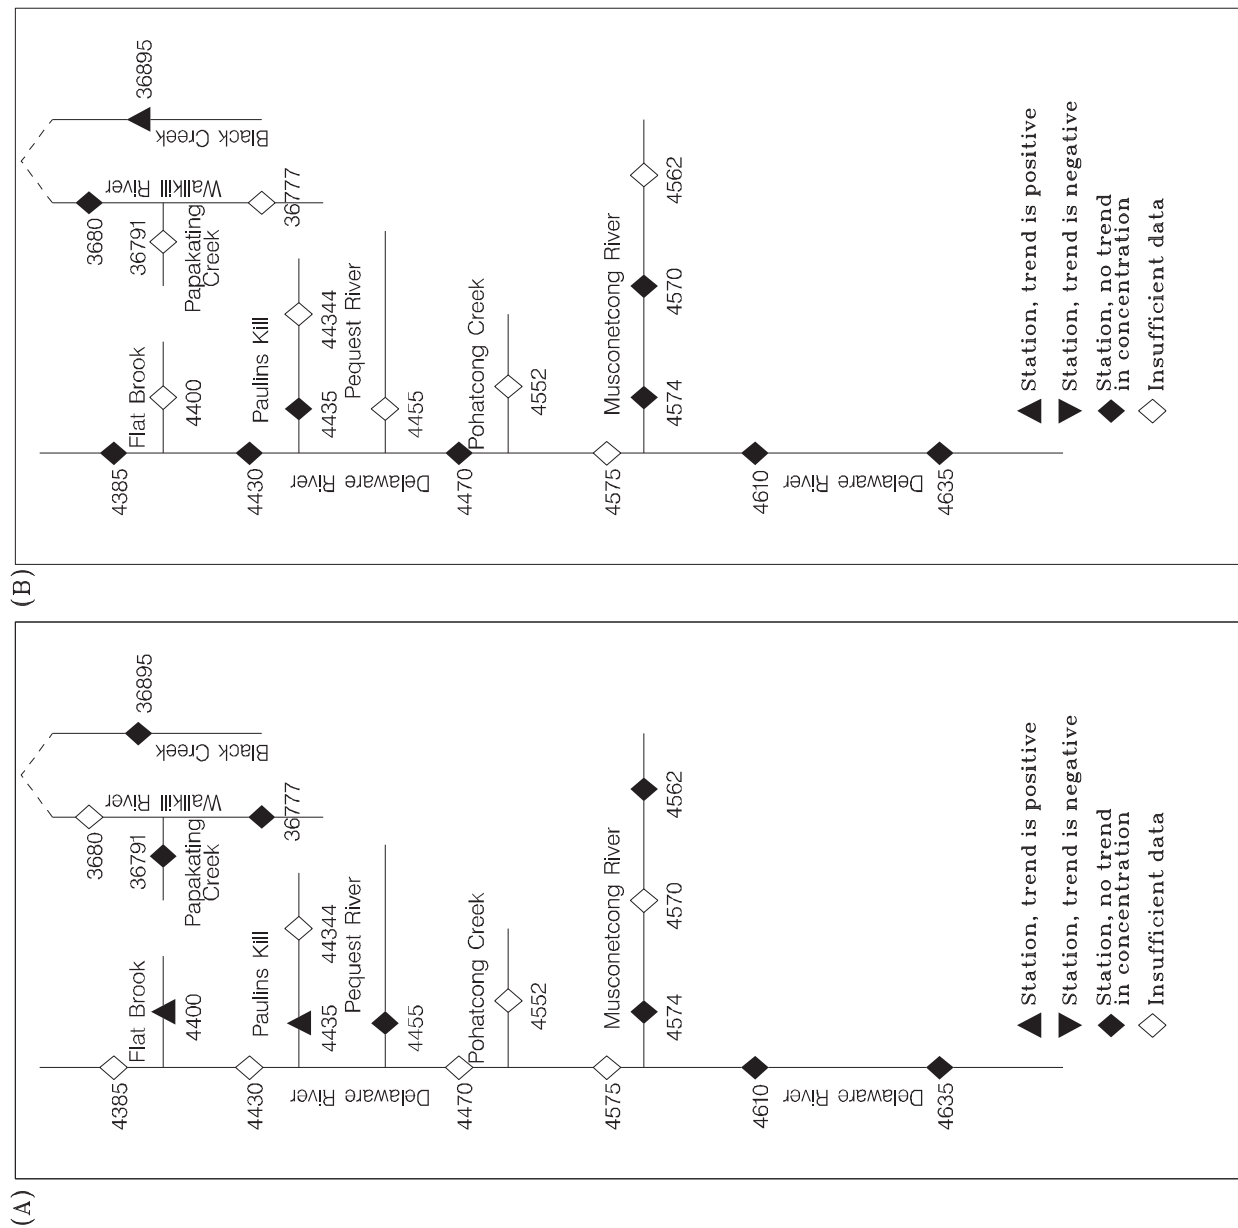 (A)
36895
Black Creek
Wallkill
River
3680
36791
Papakating
Creek
36777
Flat Brook
4385
4400
Paulins Kill
4430
4435
44344
Pequest River
4455
Delaware River
4470
Pohatcong Creek
4552
Musconetcong River
4575
4574
4570
4562
4610
Delaware River
4635
Station, trend is positive
Station, trend is negative
Station, no trend
in concentration
Insufficient data
(B)
36895
Black Creek
Wallkill
River
3680
36791
Papakating
Creek
36777
Flat Brook
4385
4400
Paulins Kill
4430
4435
44344
Pequest River
4455
Delaware River
4470
Pohatcong Creek
4552
Musconetcong River
4575
4574
4570
4562
4610
Delaware River
4635
Station, trend is positive
Station, trend is negative
Station, no trend
in concentration
Insufficient data